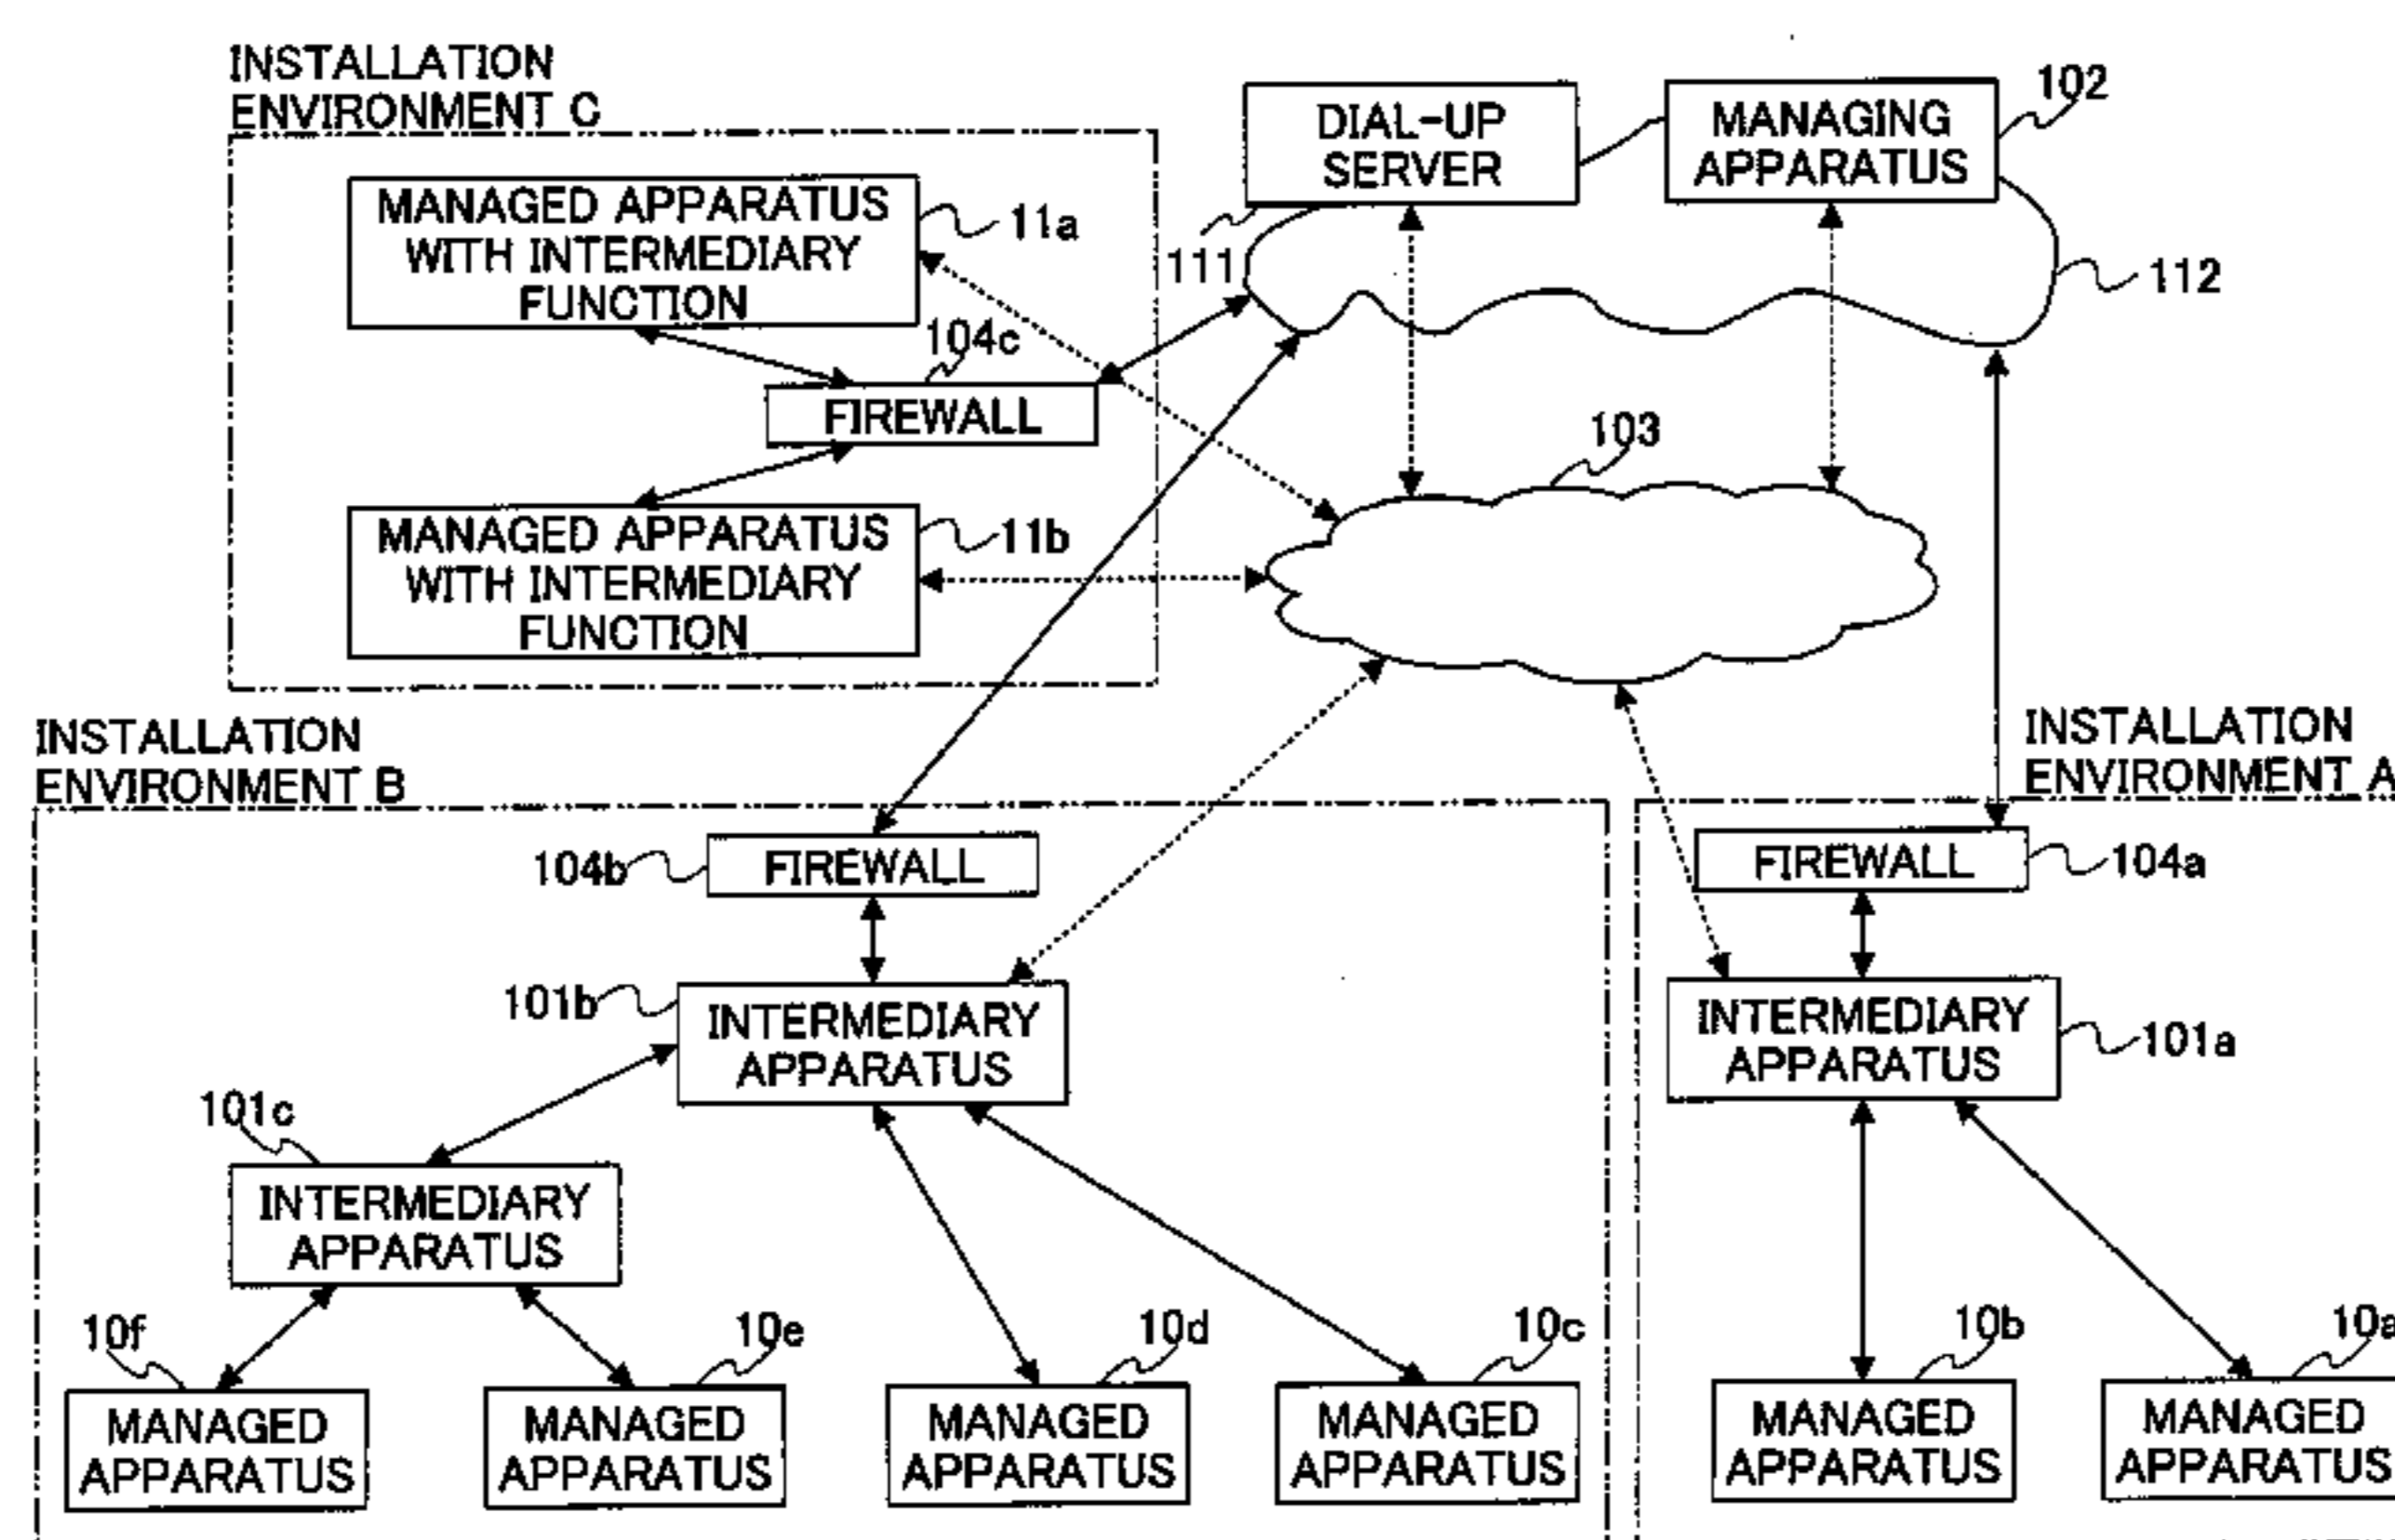 INSTALLATION
ENVIRONMENT C
DIAL-UP
SERVER
MANAGING
APPARATUS
102
MANAGED APPARATUS
WITH INTERMEDIARY
FUNCTION
11a
111
112
104c
FIREWALL
103
MANAGED APPARATUS
WITH INTERMEDIARY
FUNCTION
11b
INSTALLATION
ENVIRONMENT B
INSTALLATION
ENVIRONMENT A
104b
FIREWALL
FIREWALL
104a
101b
INTERMEDIARY
APPARATUS
INTERMEDIARY
APPARATUS
101a
101c
INTERMEDIARY
APPARATUS
10f
10e
10d
10c
10b
10a
MANAGED
APPARATUS
MANAGED
APPARATUS
MANAGED
APPARATUS
MANAGED
APPARATUS
MANAGED
APPARATUS
MANAGED
APPARATUS